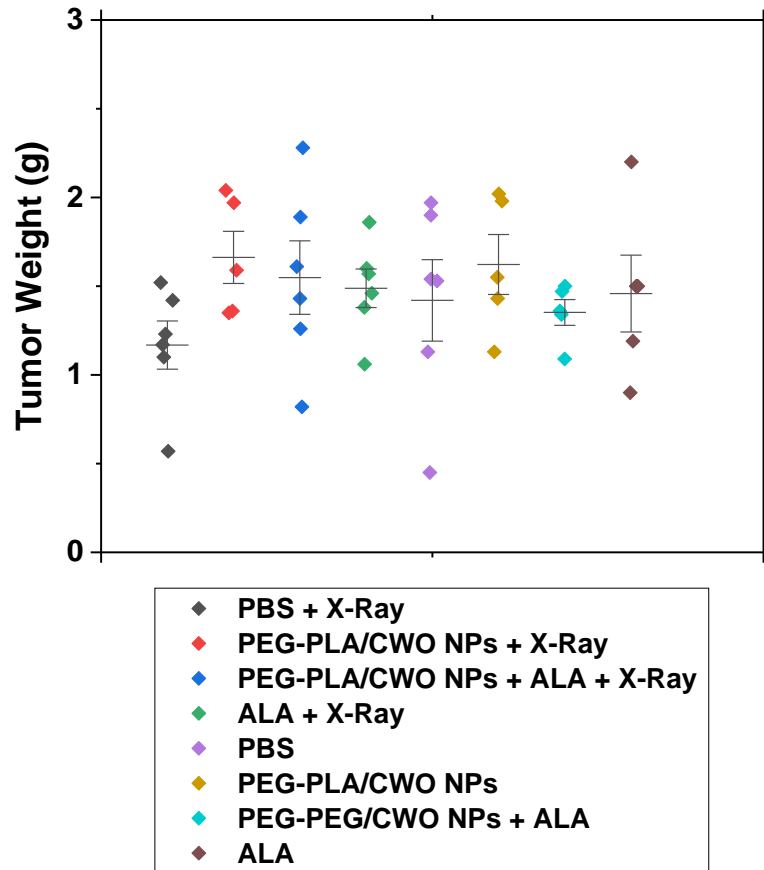 3
2
1
0
Tumor Weight (g)
PBS + X-Ray
PEG-PLA/CWO NPs + X-Ray
PEG-PLA/CWO NPs + ALA + X-Ray
ALA + X-Ray
PBS
PEG-PLA/CWO NPs
PEG-PEG/CWO NPs + ALA
ALA